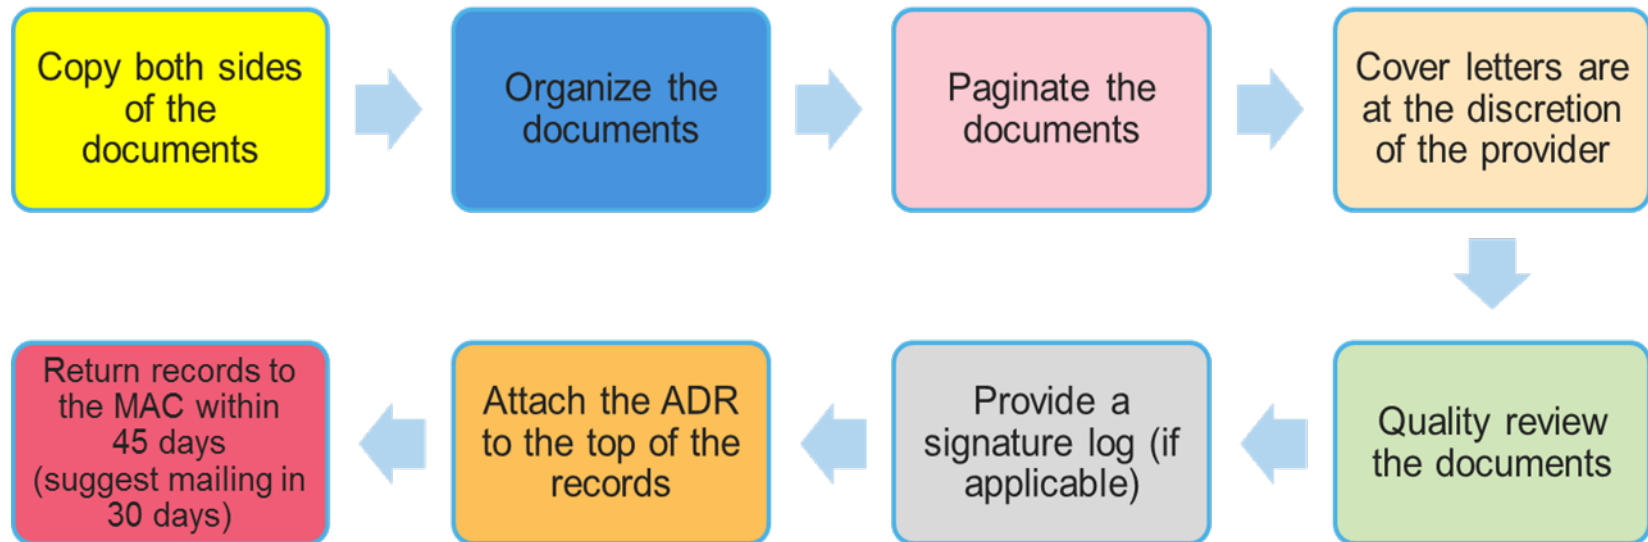 Copy both sides
of the
documents
Organize the
documents
Paginate the
documents
Cover letters are
at the discretion
of the provider
Quality review
the documents
Provide a
signature log (if
applicable)
Attach the ADR
to the top of the
records
Return records to
the MAC within
45 days
(suggest mailing in
30 days)